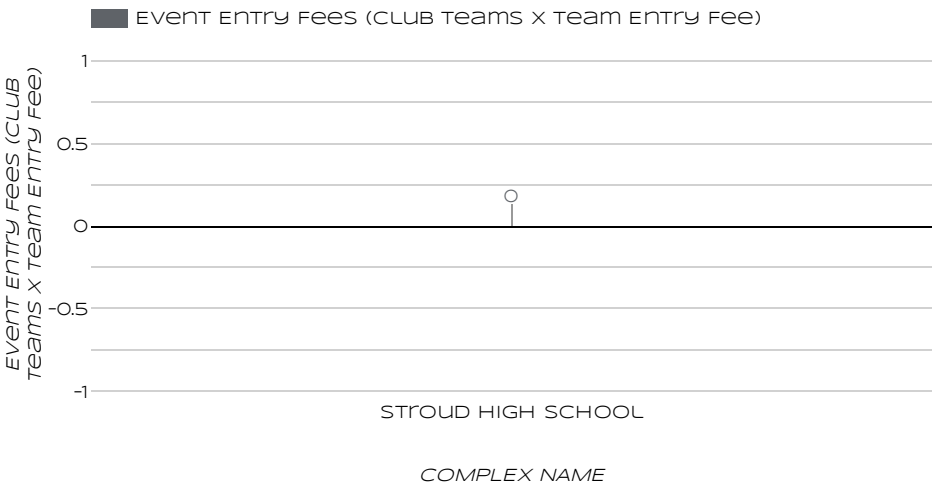 Event Entry Fees (Club Teams x Team Entry Fee)
1
0.5
0
-0.5
-1
0
Event Entry Fees (Club
Teams x Team Entry Fee)
STROUD HIGH SCHOOL
COMPLEX NAME